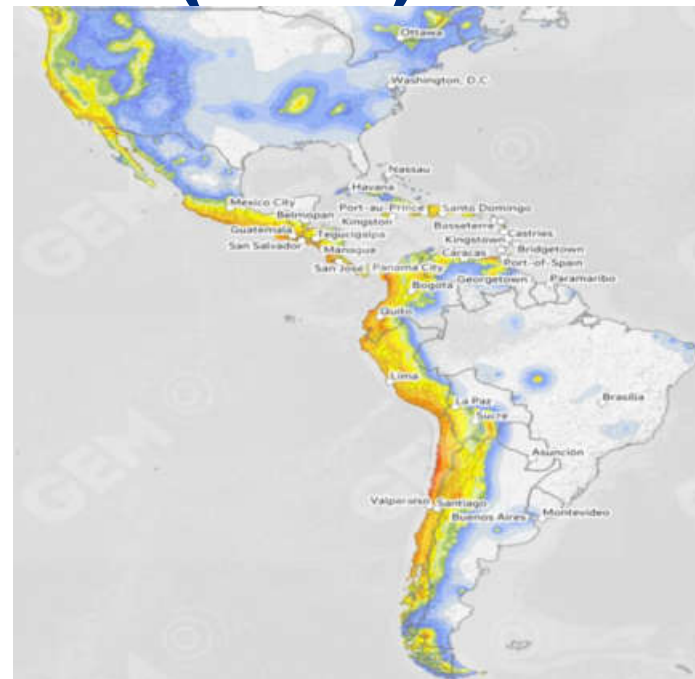 Ottawa
Washington, D.C
Nassau
Havana
Mexico City
Port-au-Prince
Santo Domingo
Belmopan
Kingston
Basseterre
Guatemala
Tegucigalpa
Castries
Kingstown
San Salvador
Managua
Bridgetown
Caracas
Port-of-Spain
San José
Panama City
Georgetown
Paramaribo
Bogota
Quito
Lima
La Paz
Brasília
Sucre
Asunción
Valparaíso
Santiago
Buenos Aires
Montevideo
GEM
GEM